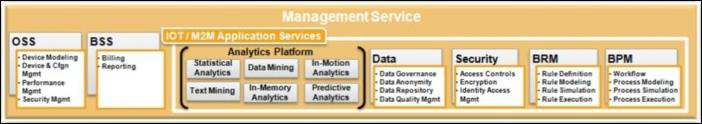 Management Service
OSS
• Device Modeling
• Device & Cfgn
Mgmt
• Performance
Mgmt
• Security Mgmt
BSS
• Billing
• Reporting
IOT / M2M Application Services
Analytics Platform
Statistical
Analytics
Data Mining
In-Motion
Analytics
Text Mining
In-Memory
Analytics
Predictive
Analytics
Data
• Data Governance
• Data Anonymity
• Data Repository
• Data Quality Mgmt
Security
• Access Controls
• Encryption
• Identity Access
Mgmt
BRM
• Rule Definition
• Rule Modeling
• Rule Simulation
• Rule Execution
BPM
• Workflow
• Process Modeling
• Process Simulation
• Process Execution